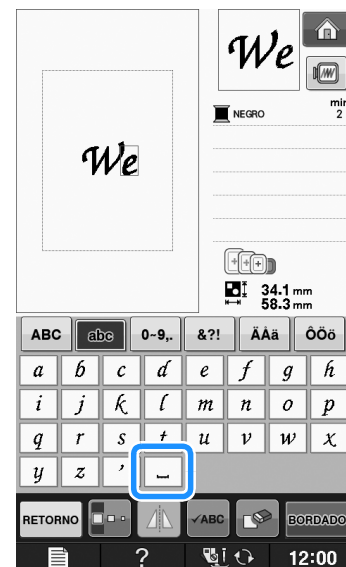 We
min
NEGRO 2
We
34.1 mm
58.3 mm
ABC abc 0~9,. &?! ÄÅä ÔÖö
a b c d e f g h
i j k l m n o p
q r s t u v w x
y z ’ ⎵
RETORNO ✓ABC BORDADO
? 12:00